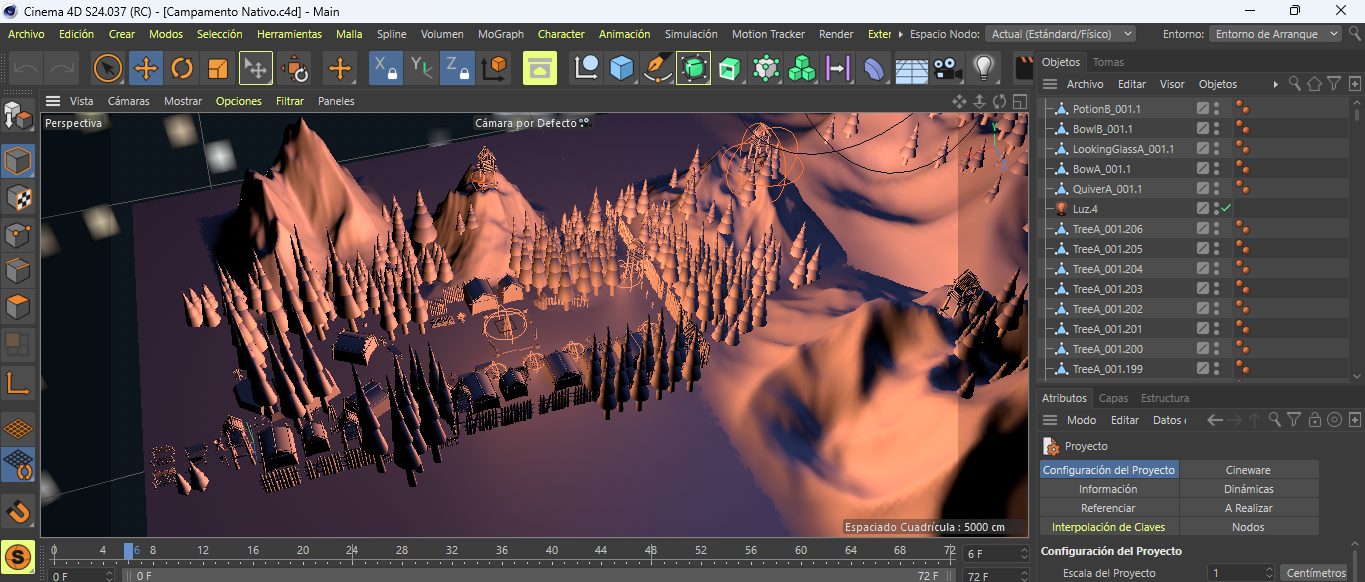 Cinema 4D S24.037 (RC) - [Campamento Nativo.c4d] - Main
Archivo Edición Crear Modos Selección Herramientas Malla Spline Volumen MoGraph Character Animación Simulación Motion Tracker Render Exter Espacio Nodo: Actual (Estándar/Físico) Entorno: Entorno de Arranque
X Y Z
Objetos Tomas
Archivo Editar Visor Objetos
Vista Cámaras Mostrar Opciones Filtrar Paneles
Perspectiva
Cámara por Defecto
PotionB_001.1
BowlB_001.1
LookingGlassA_001.1
BowA_001.1
QuiverA_001.1
Luz.4
TreeA_001.206
TreeA_001.205
TreeA_001.204
TreeA_001.203
TreeA_001.202
TreeA_001.201
TreeA_001.200
TreeA_001.199
Atributos Capas Estructura
Modo Editar Datos
Proyecto
Configuración del Proyecto Cineware
Información Dinámicas
Referenciar A Realizar
Interpolación de Claves Nodos
Configuración del Proyecto
Escala del Proyecto 1 Centímetros
Espaciado Cuadrícula : 5000 cm
S
0 4 6 8 12 16 20 24 28 32 36 40 44 48 52 56 60 64 68 72 6 F
0 F 0 F 72 F 72 F